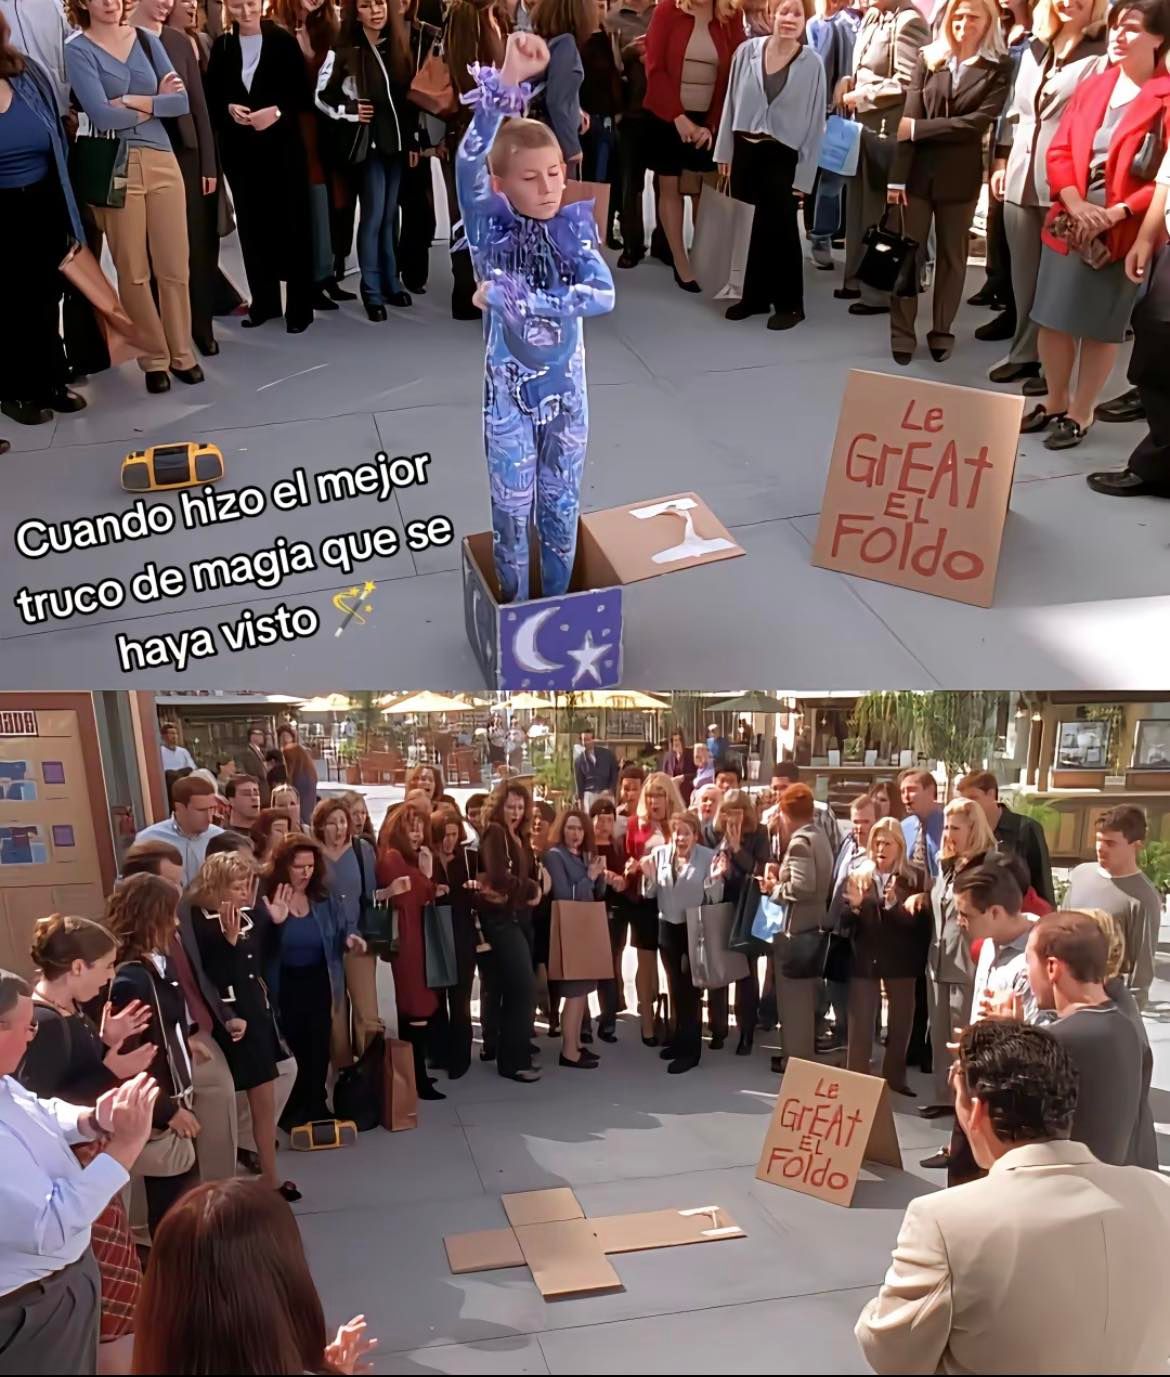 Cuando hizo el mejor
truco de magia que se
haya visto
Le
GrEAt
EL
Foldo
Le
GrEAt
EL
Foldo